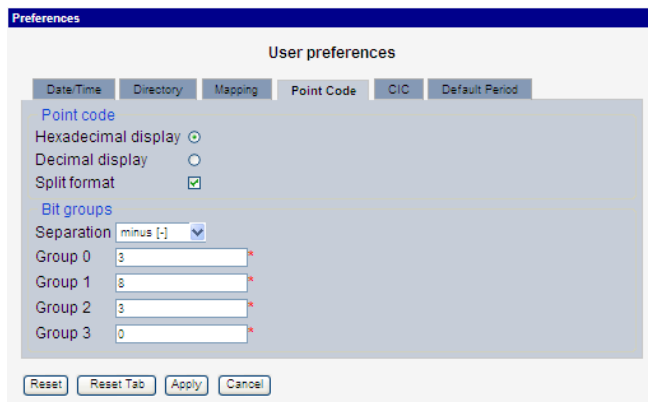 Preferences
User preferences
Date/Time Directory Mapping Point Code CIC Default Period
Point code
Hexadecimal display
Decimal display
Split format
Bit groups
Separation minus [-]
Group 0 3 *
Group 1 8 *
Group 2 3 *
Group 3 0 *
Reset Reset Tab Apply Cancel